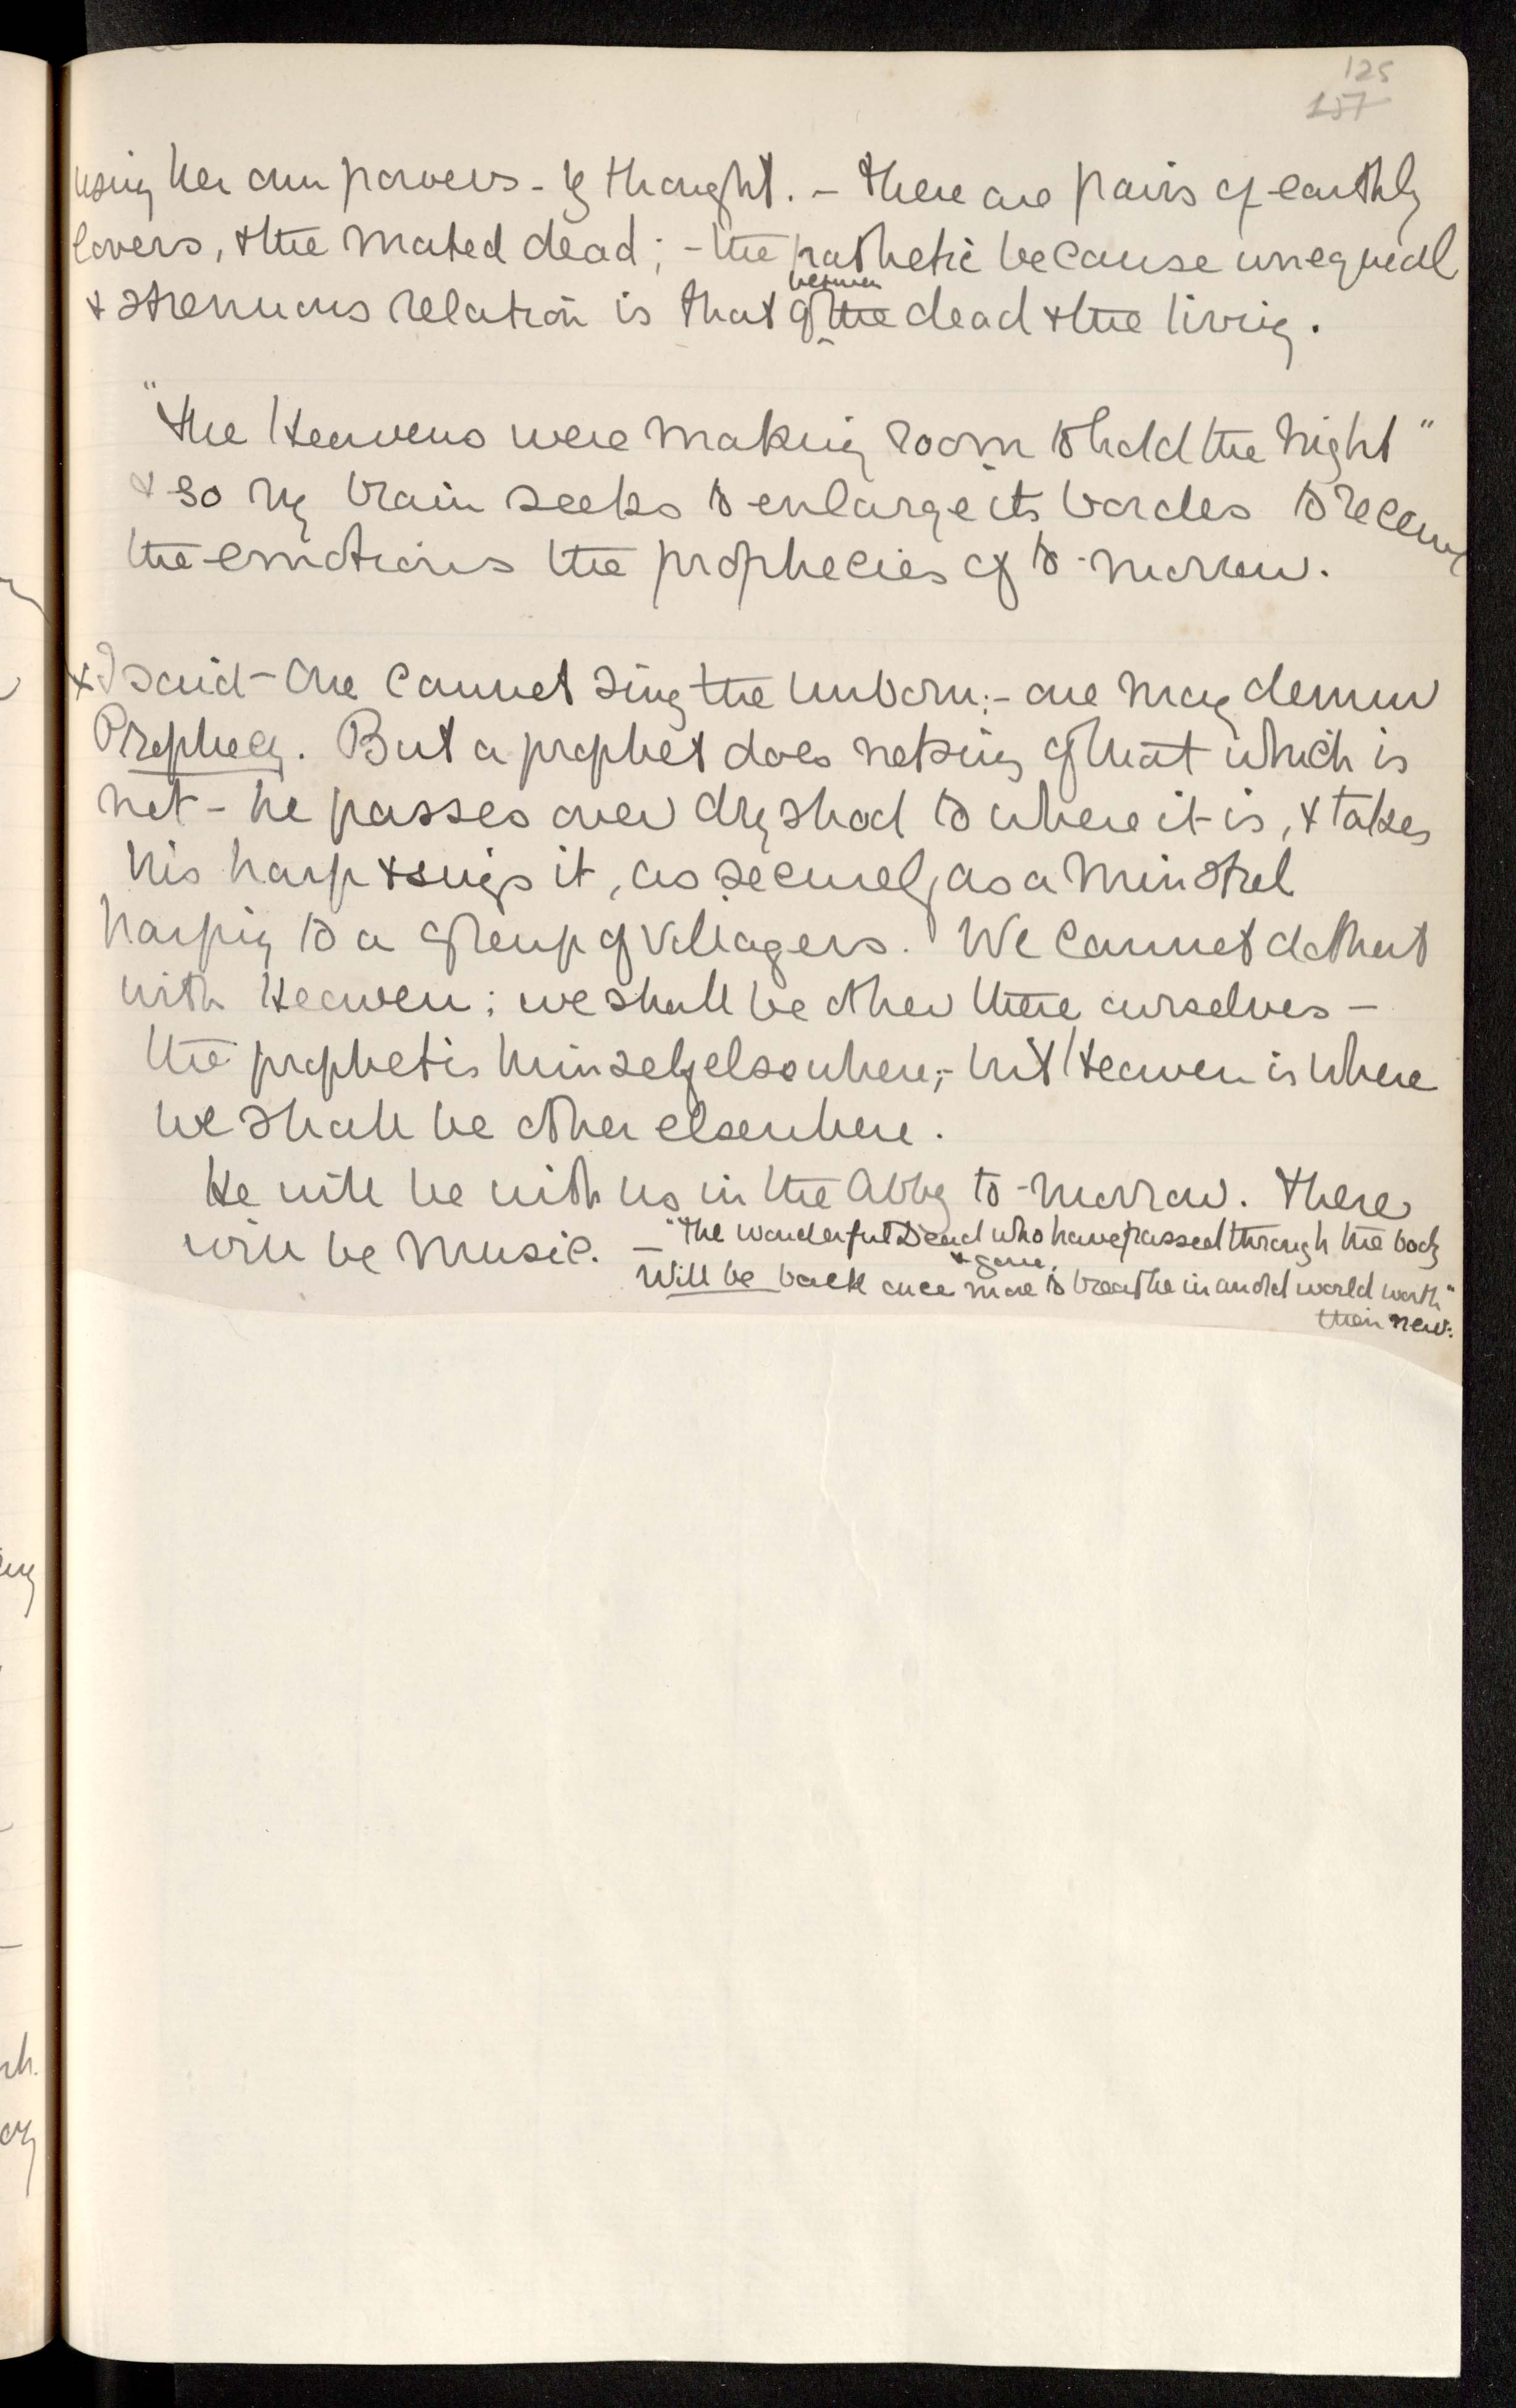 125
157
using her own powers - of thought. - There are pairs of earthly
lovers, & the mated dead; - the pathetic because unequal
& strenuous relation is that between of the dead & the living.
"The Heavens were making room to hold the night"
& so my brain seeks to enlarge its borders to receive
the emotions the prophecies of to-morrow.
x I said - One cannot sing the unborn; - one may demur
Prophecy. But a prophet does not sing of that which is
not - he passes over dry shod to where it is, & takes
his harp & sings it, as securely as a minstrel
harping to a group of villagers. We cannot do that
with Heaven; we shall be other there ourselves -
the prophet is himself elsewhere; - but Heaven is where
we shall be other elsewhere.
He will be with us in the Abby to-morrow. There
will be Music. - "The wonderful Dead who have passed through the body
& gone,
Will be back once more to breathe in an old world worth"
their new.